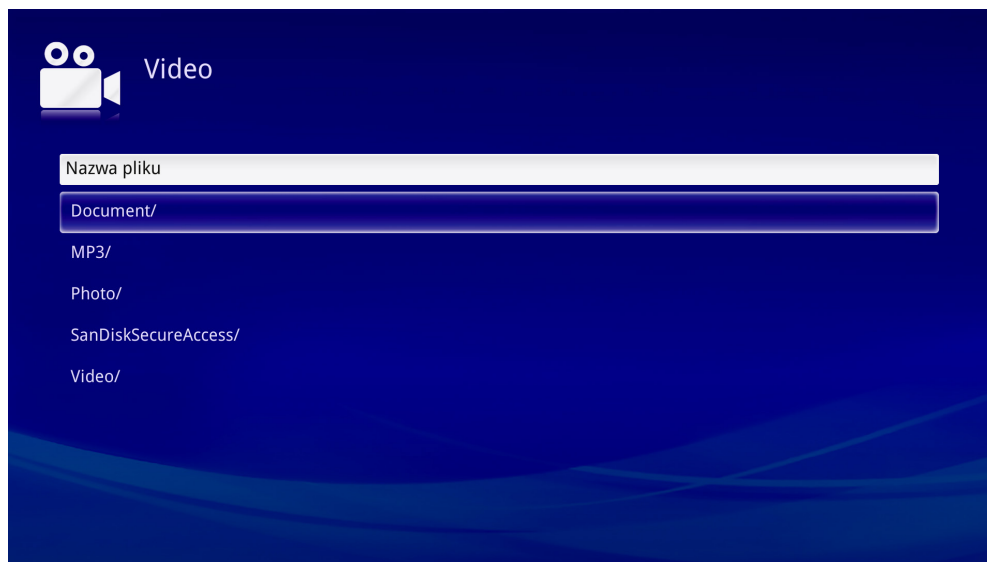 Video
Nazwa pliku
Document/
MP3/
Photo/
SanDiskSecureAccess/
Video/